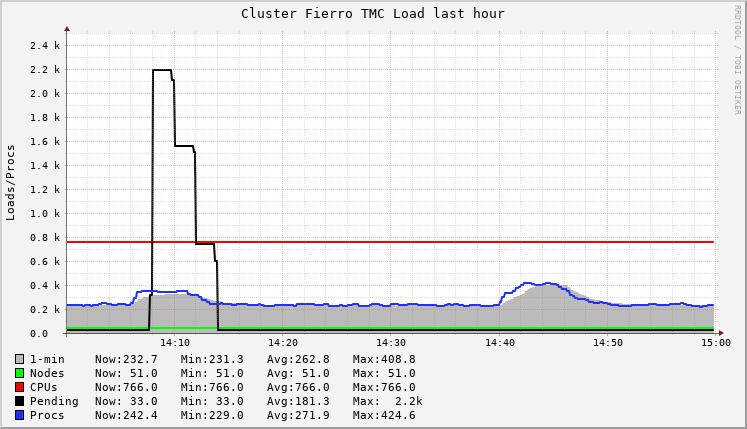 Cluster Fierro TMC Load last hour
RRDTOOL / TOBI OETIKER
Loads/Procs
2.4 k
2.2 k
2.0 k
1.8 k
1.6 k
1.4 k
1.2 k
1.0 k
0.8 k
0.6 k
0.4 k
0.2 k
0.0
14:10 14:20 14:30 14:40 14:50 15:00
1-min Now:232.7 Min:231.3 Avg:262.8 Max:408.8
Nodes Now: 51.0 Min: 51.0 Avg: 51.0 Max: 51.0
CPUs Now:766.0 Min:766.0 Avg:766.0 Max:766.0
Pending Now: 33.0 Min: 33.0 Avg:181.3 Max: 2.2k
Procs Now:242.4 Min:229.0 Avg:271.9 Max:424.6